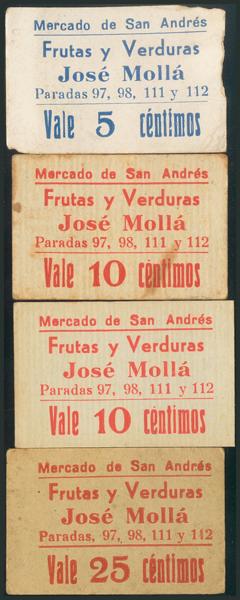 Mercado de San Andrés
Frutas y Verduras
José Mollá
Paradas 97, 98, 111 y 112
Vale 5 céntimos
Mercado de San Andrés
Frutas y Verduras
José Mollá
Paradas 97, 98, 111 y 112
Vale 10 céntimos
Mercado de San Andrés
Frutas y Verduras
José Mollá
Paradas 97, 98, 111 y 112
Vale 10 céntimos
Mercado de San Andrés
Frutas y Verduras
José Mollá
Paradas, 97, 98, 111 y 112
Vale 25 céntimos